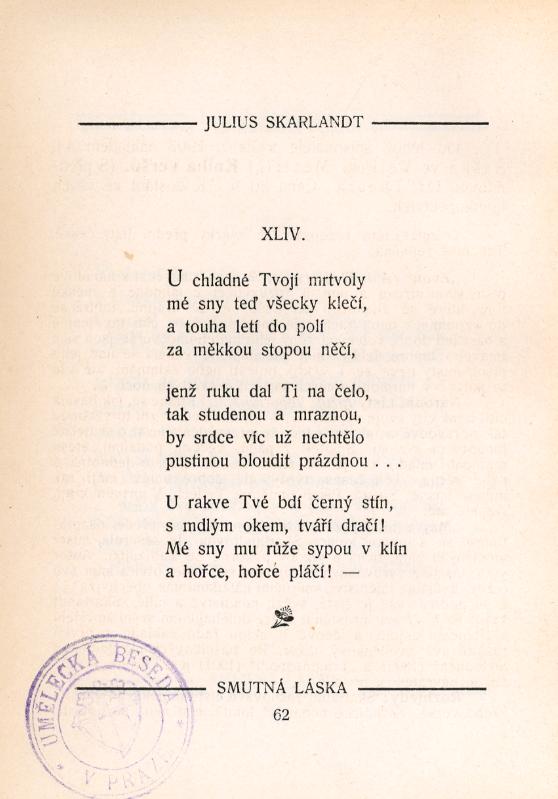 JULIUS SKARLANDT
XLIV.
U chladné Tvojí mrtvoly
mé sny teď všecky klečí,
a touha letí do polí
za měkkou stopou něčí,
jenž ruku dal Ti na čelo,
tak studenou a mraznou,
by srdce víc už nechtělo
pustinou bloudit prázdnou . . .
U rakve Tvé bdí černý stín,
s mdlým okem, tváří dračí!
Mé sny mu růže sypou v klín
a hořce, hořce pláčí! —
SMUTNÁ LÁSKA
62
UMĚLECKÁ BESEDA
V PRAZE